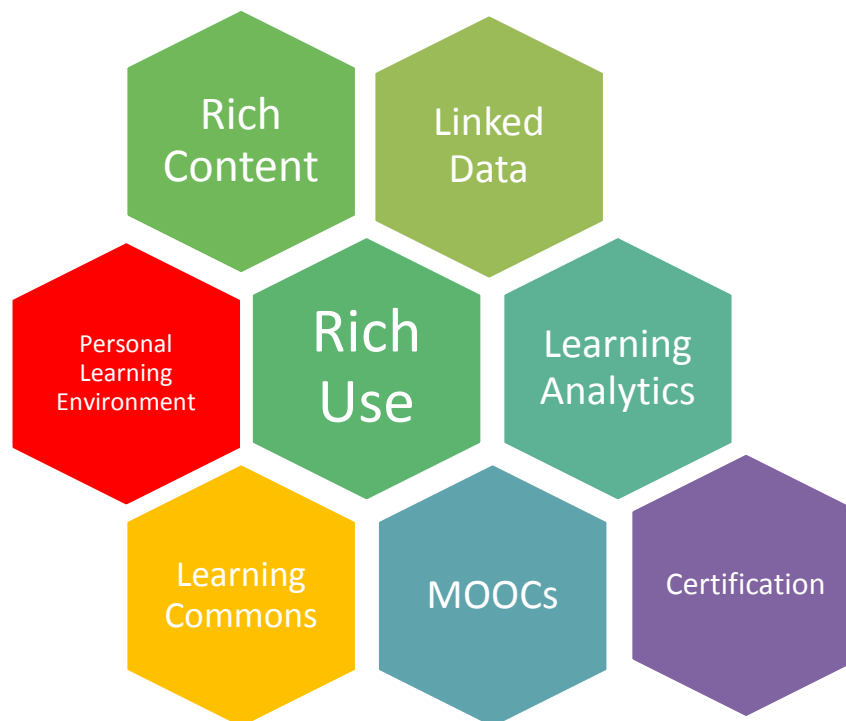 Rich
Content
Linked
Data
Personal
Learning
Environment
Rich
Use
Learning
Analytics
Learning
Commons
MOOCs
Certification